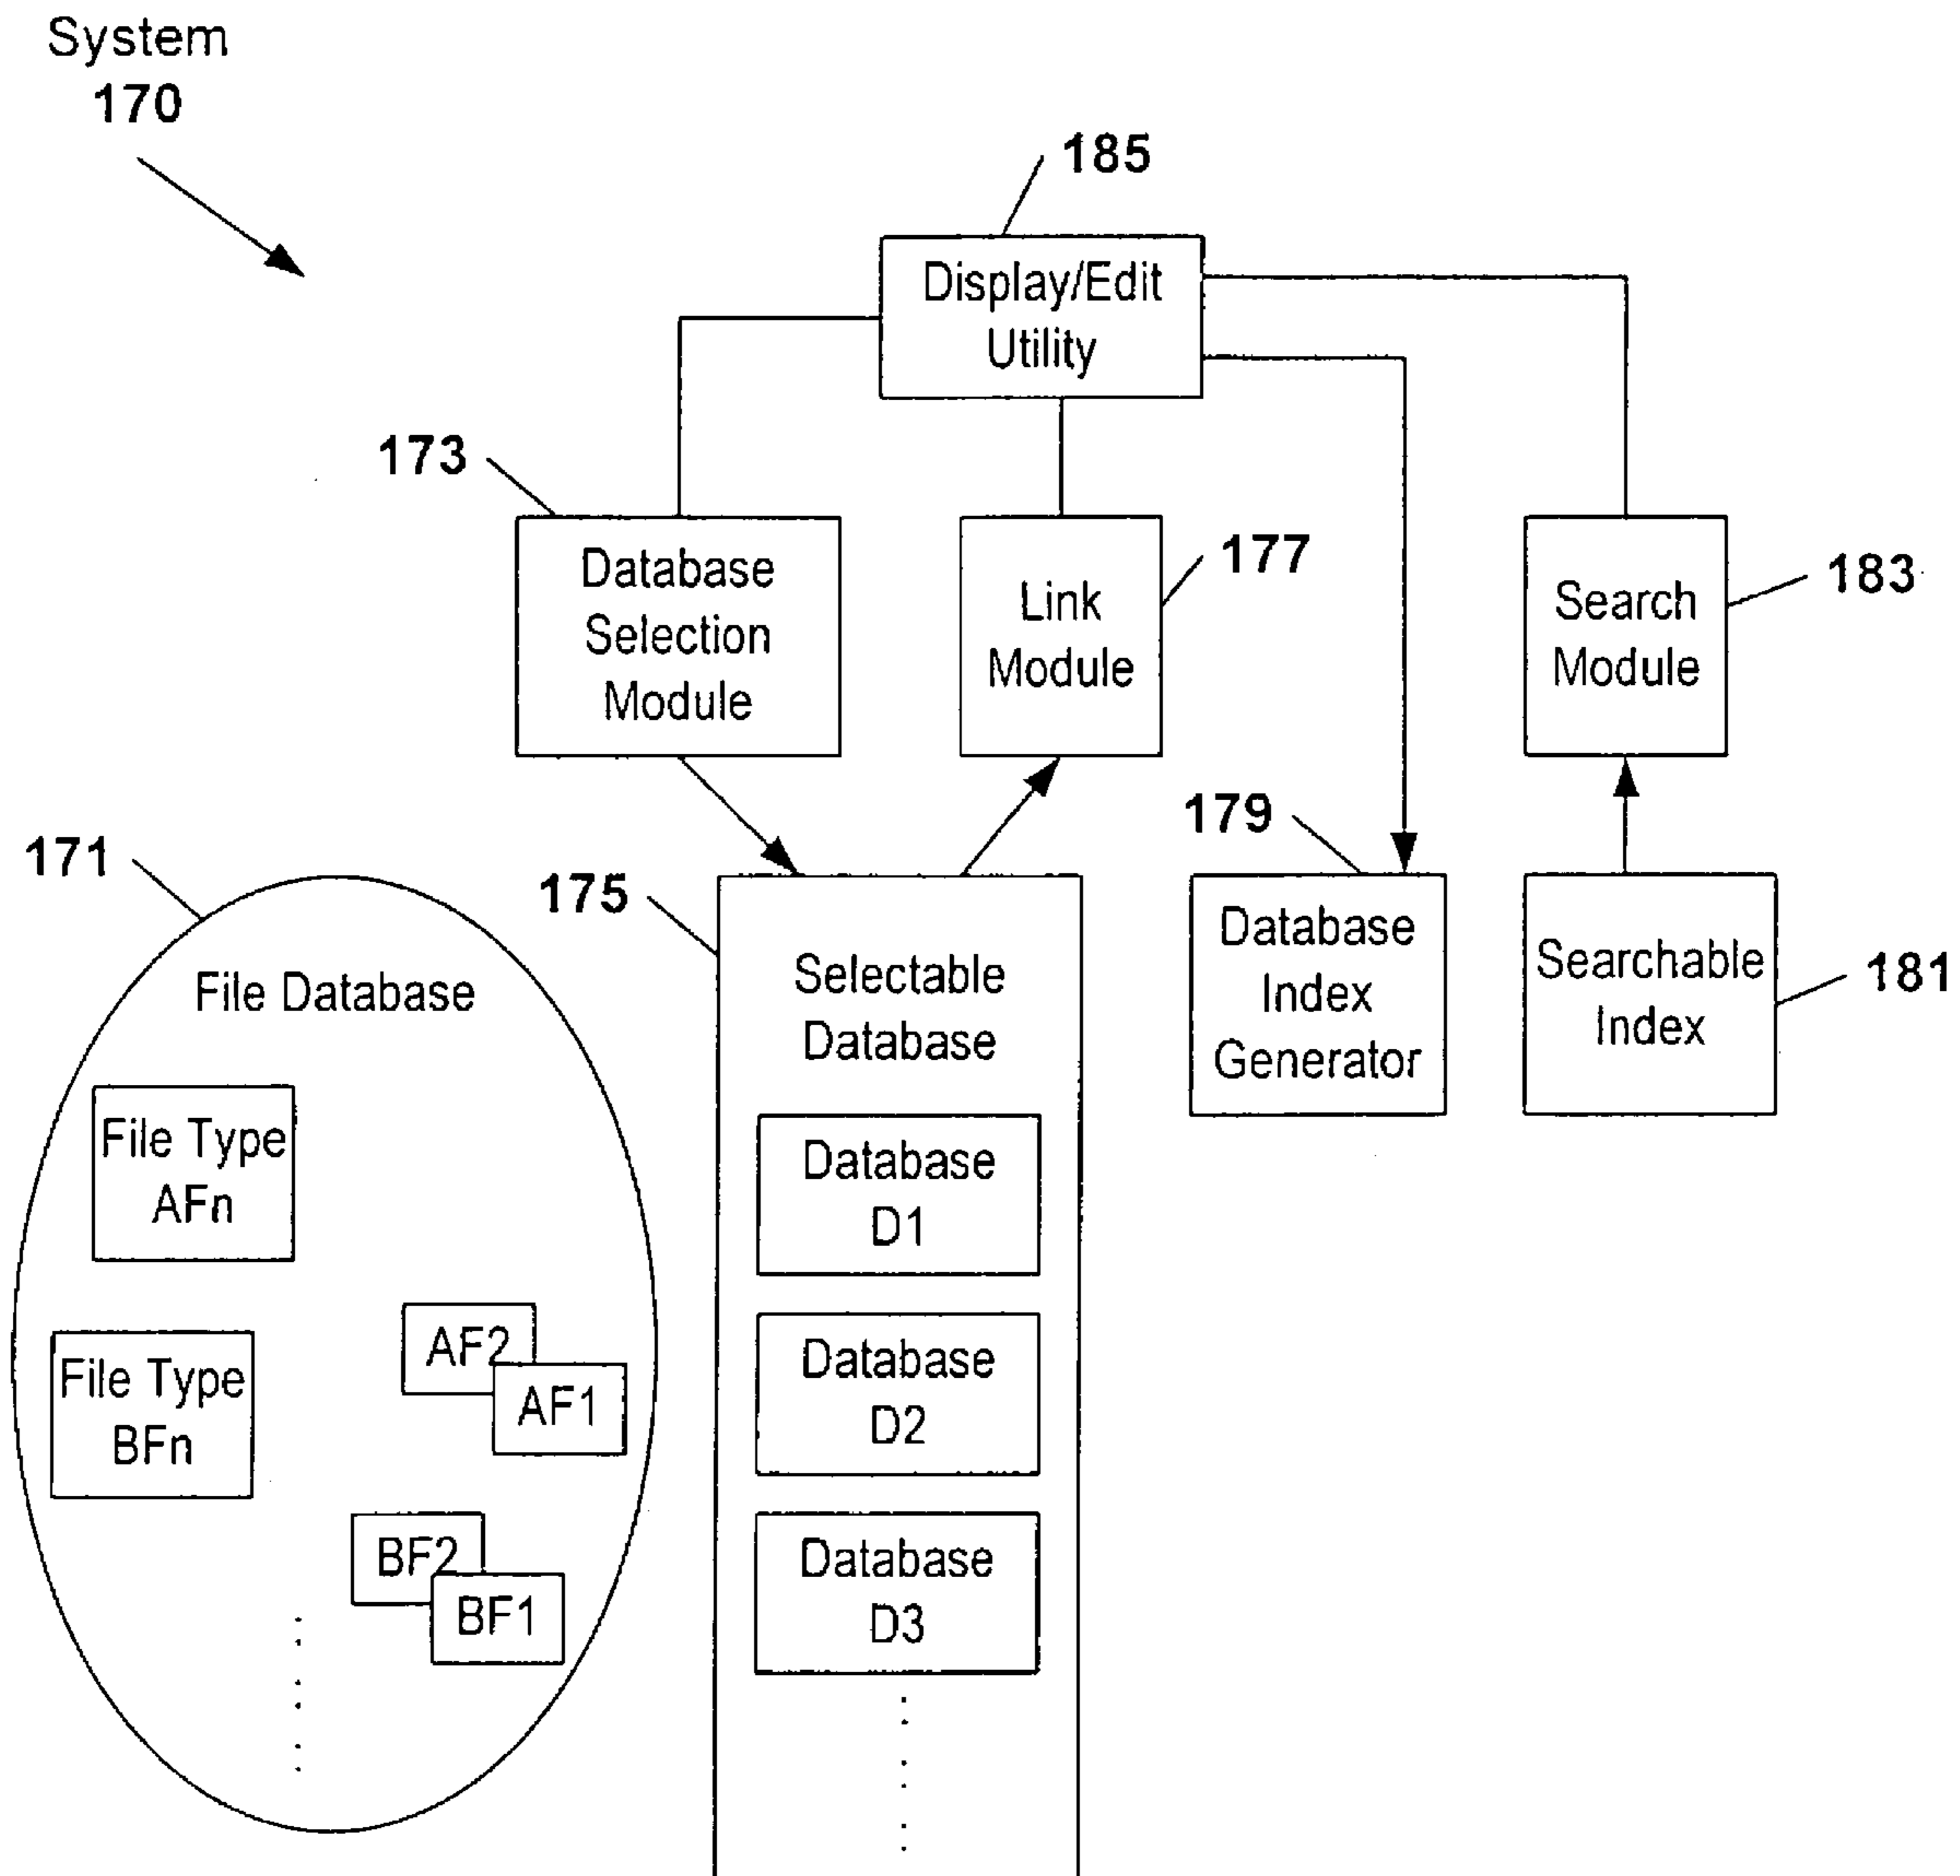 System
170
185
Display/Edit
Utility
173
Database
Selection
Module
Link
Module
177
Search
Module
183
171
File Database
File Type
AFn
File Type
BFn
AF2
AF1
BF2
BF1
175
Selectable
Database
Database
D1
Database
D2
Database
D3
179
Database
Index
Generator
Searchable
Index
181